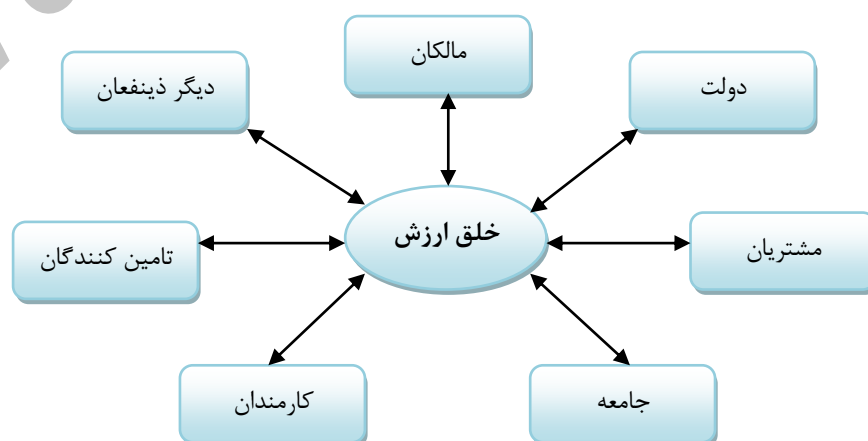 مالکان
دولت
دیگر ذینفعان
خلق ارزش
مشتریان
تامین کنندگان
جامعه
کارمندان